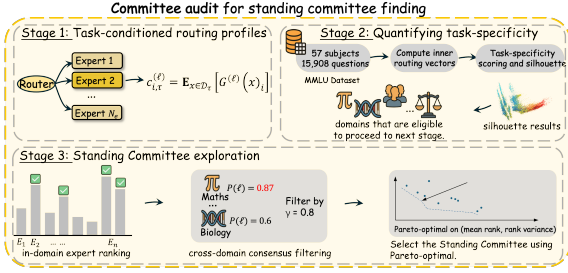 Committee audit for standing committee finding
Stage 1: Task-conditioned routing profiles
Router
Expert 1
Expert 2
...
Expert Nₑ
c_{i,τ}^{(ℓ)} = E_{x∈D_τ} [G^{(ℓ)}(x)_i]
Stage 2: Quantifying task-specificity
57 subjects
15,908 questions
MMLU Dataset
Compute inner
routing vectors
Task-specificity
scoring and silhouette
π
...
domains that are eligible
to proceed to next stage.
silhouette results
Stage 3: Standing Committee exploration
E₁ E₂ ... ... Eₙ
in-domain expert ranking
π
Maths
P(ℓ) = 0.87
Biology
P(ℓ) = 0.6
Filter by
γ = 0.8
cross-domain consensus filtering
Pareto-optimal on (mean rank, rank variance)
Select the Standing Committee using
Pareto-optimal.